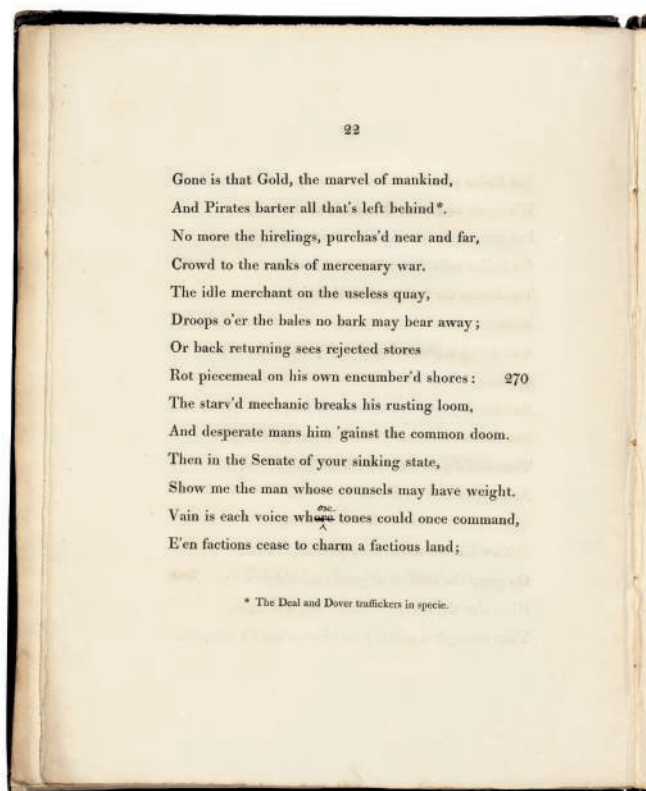 22
Gone is that Gold, the marvel of mankind,
And Pirates barter all that's left behind*.
No more the hirelings, purchas'd near and far,
Crowd to the ranks of mercenary war.
The idle merchant on the useless quay,
Droops o'er the bales no bark may bear away;
Or back returning sees rejected stores
Rot piecemeal on his own encumber'd shores: 270
The starv'd mechanic breaks his rusting loom,
And desperate mans him 'gainst the common doom.
Then in the Senate of your sinking state,
Show me the man whose counsels may have weight.
Vain is each voice whose tones could once command,
E'en factions cease to charm a factious land;
* The Deal and Dover traffickers in specie.